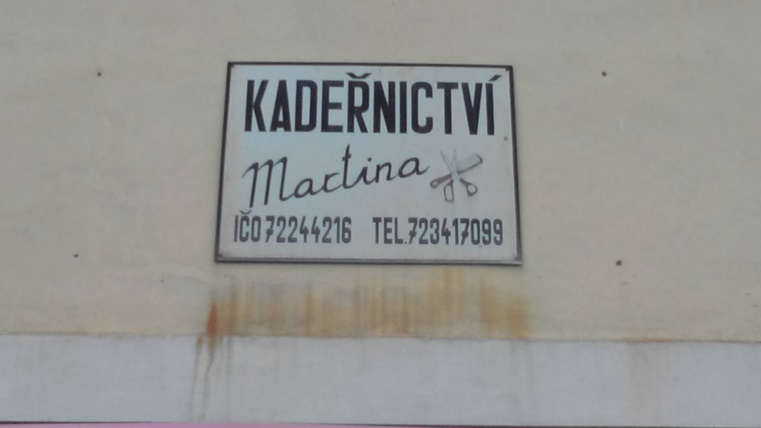 KADEŘNICTVÍ
Martina
IČO 72244216 TEL.723417099